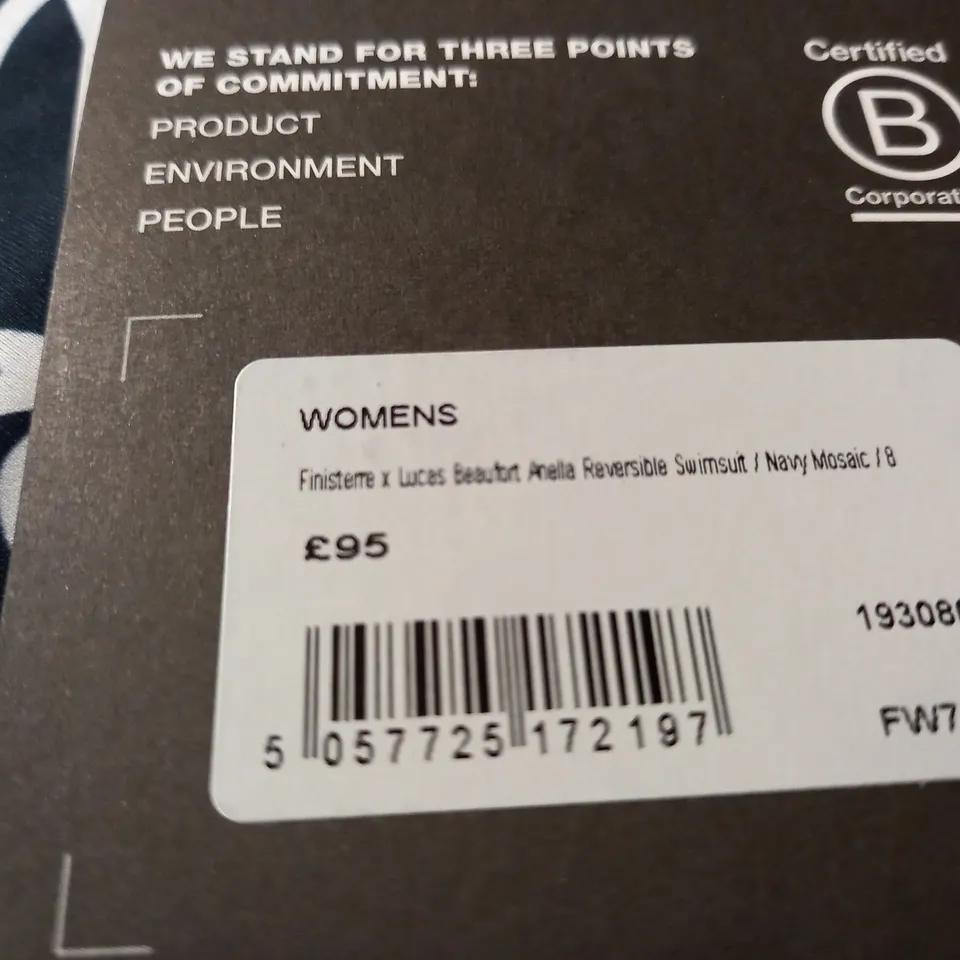 WE STAND FOR THREE POINTS
OF COMMITMENT:
PRODUCT
ENVIRONMENT
PEOPLE
Certified
B
Corporat
WOMENS
Finisterre x Lucas Beaufort Anella Reversible Swimsuit / Navy Mosaic / 8
£95
19308
5 057725 172197
FW7